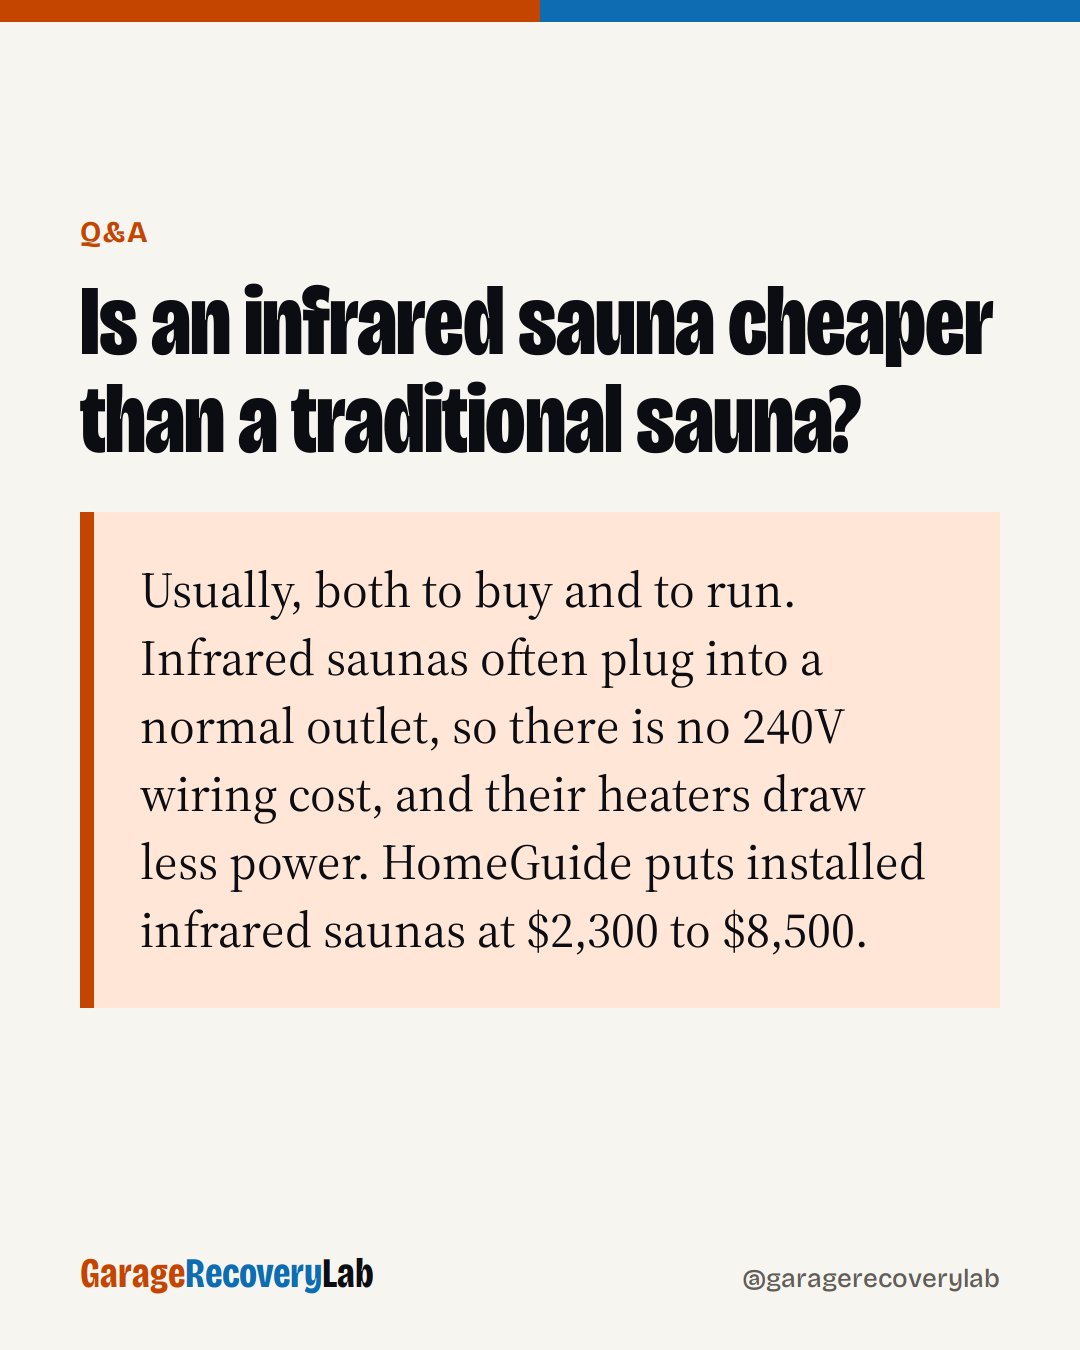 Q&A
Is an infrared sauna cheaper
than a traditional sauna?
Usually, both to buy and to run.
Infrared saunas often plug into a
normal outlet, so there is no 240V
wiring cost, and their heaters draw
less power. HomeGuide puts installed
infrared saunas at $2,300 to $8,500.
GarageRecoveryLab
@garagerecoverylab